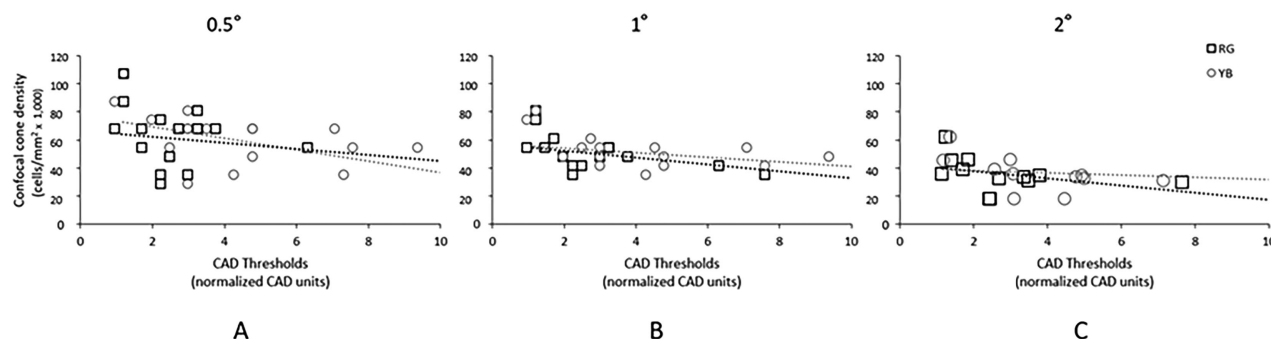 0.5°
1°
2°
Confocal cone density
(cells/mm² x 1,000)
120
100
80
60
40
20
0
0 2 4 6 8 10
CAD Thresholds
(normalized CAD units)
A
120
100
80
60
40
20
0
0 2 4 6 8 10
CAD Thresholds
(normalized CAD units)
B
120
100
80
60
40
20
0
0 2 4 6 8 10
CAD Thresholds
(normalized CAD units)
C
RG
YB